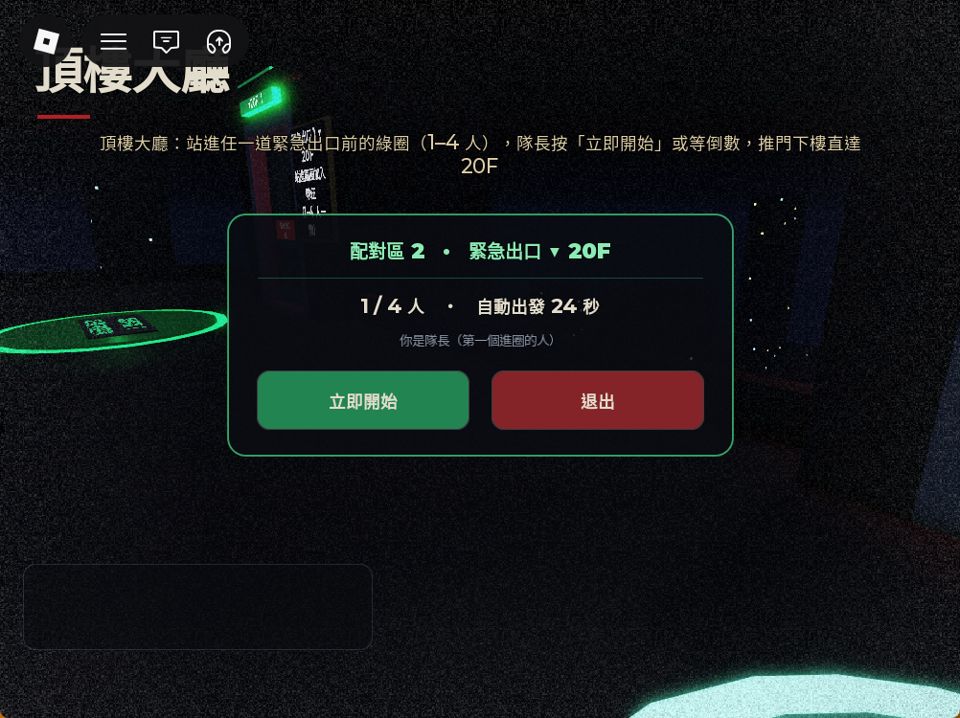 頂樓大廳
頂樓大廳：站進任一道緊急出口前的綠圈（1–4 人），隊長按「立即開始」或等倒數，推門下樓直達
20F
20F
配對區 2 • 緊急出口 ▼ 20F
1 / 4 人 • 自動出發 24 秒
你是隊長（第一個進圈的人）
立即開始
退出